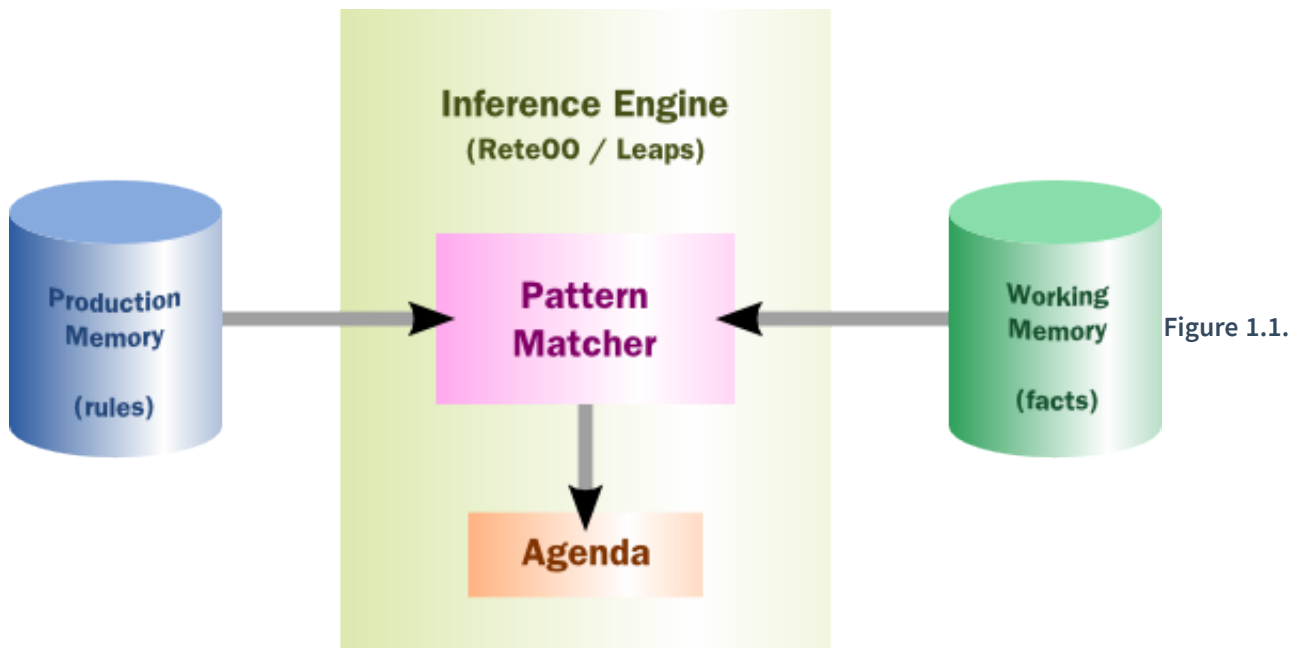 Inference Engine
(ReteOO / Leaps)
Production
Memory
(rules)
Pattern
Matcher
Working
Memory
(facts)
Figure 1.1.
Agenda